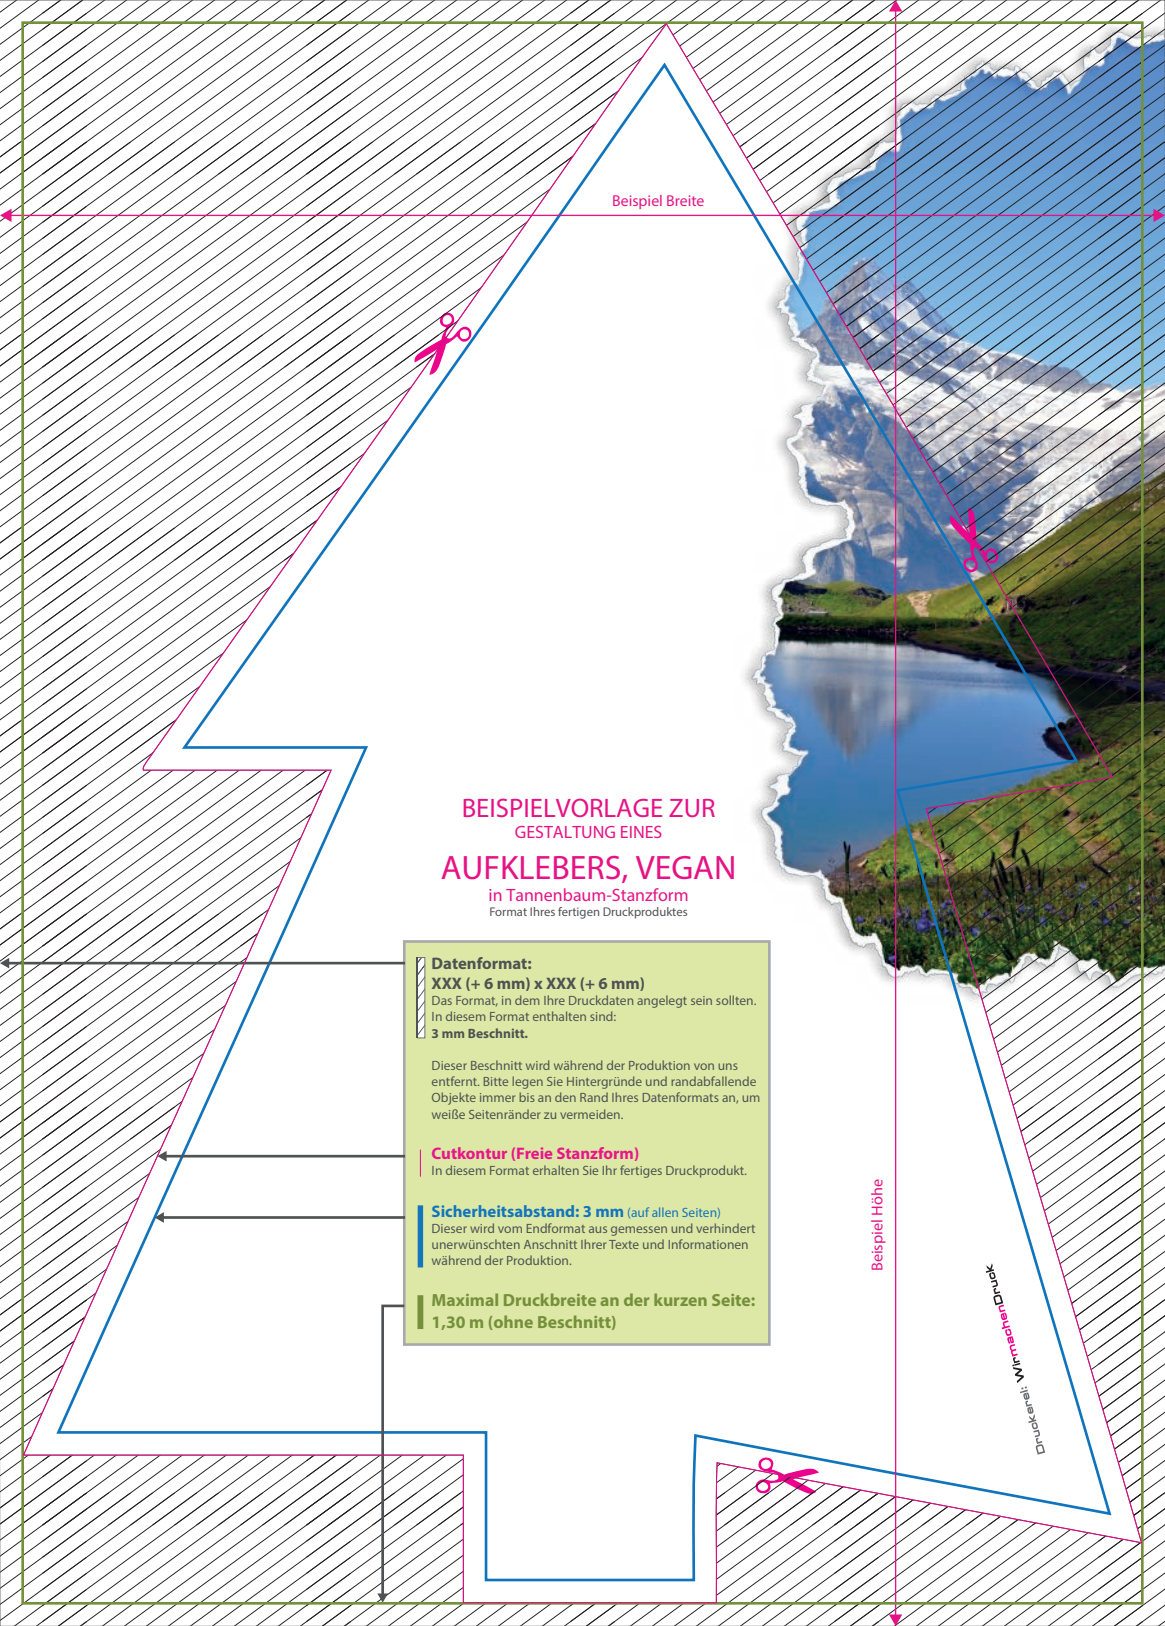 Beispiel Breite
BEISPIELVORLAGE ZUR
GESTALTUNG EINES
AUFKLEBERS, VEGAN
in Tannenbaum-Stanzform
Format Ihres fertigen Druckproduktes
Datenformat:
XXX (+ 6 mm) x XXX (+ 6 mm)
Das Format, in dem Ihre Druckdaten angelegt sein sollten.
In diesem Format enthalten sind:
3 mm Beschnitt.
Dieser Beschnitt wird während der Produktion von uns
entfernt. Bitte legen Sie Hintergründe und randabfallende
Objekte immer bis an den Rand Ihres Datenformats an, um
weiße Seitenränder zu vermeiden.
Cutkontur (Freie Stanzform)
In diesem Format erhalten Sie Ihr fertiges Druckprodukt.
Sicherheitsabstand: 3 mm (auf allen Seiten)
Dieser wird vom Endformat aus gemessen und verhindert
unerwünschten Anschnitt Ihrer Texte und Informationen
während der Produktion.
Maximal Druckbreite an der kurzen Seite:
1,30 m (ohne Beschnitt)
Beispiel Höhe
Druckerei: WirmachenDruck